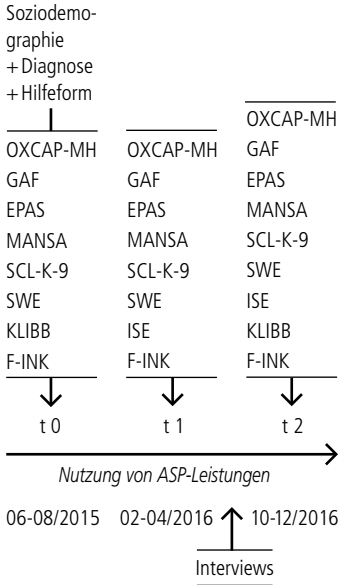 Soziodemo-
graphie
+ Diagnose
+ Hilfeform
OXCAP-MH
GAF
EPAS
MANSA
SCL-K-9
SWE
KLIBB
F-INK
t 0
OXCAP-MH
GAF
EPAS
MANSA
SCL-K-9
SWE
ISE
F-INK
t 1
OXCAP-MH
GAF
EPAS
MANSA
SCL-K-9
SWE
ISE
KLIBB
F-INK
t 2
Nutzung von ASP-Leistungen
06-08/2015 02-04/2016 10-12/2016
Interviews